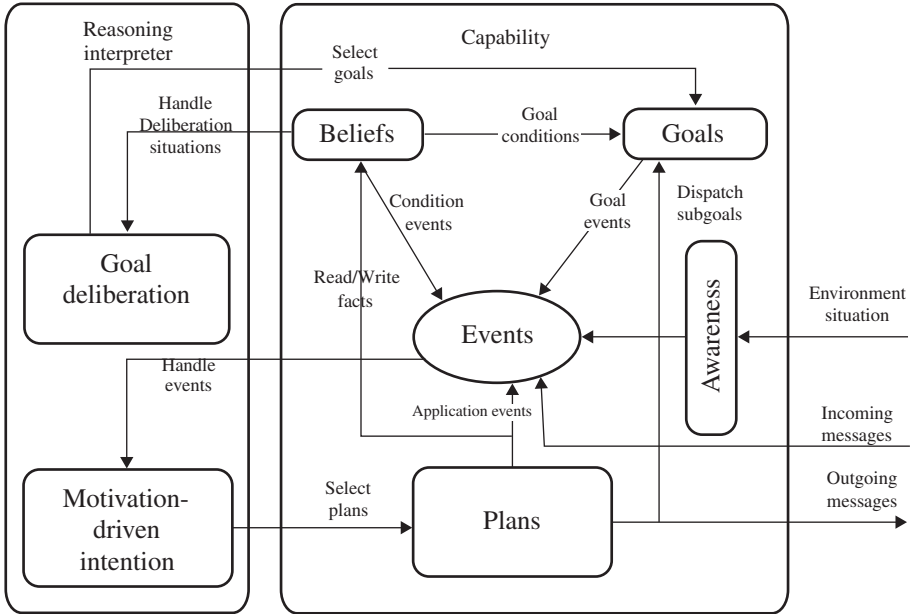 Reasoning
interpreter
Capability
Select
goals
Handle
Deliberation
situations
Beliefs
Goal
conditions
Goals
Condition
events
Goal
events
Dispatch
subgoals
Goal
deliberation
Read/Write
facts
Awareness
Environment
situation
Events
Handle
events
Application events
Incoming
messages
Motivation-
driven
intention
Select
plans
Plans
Outgoing
messages